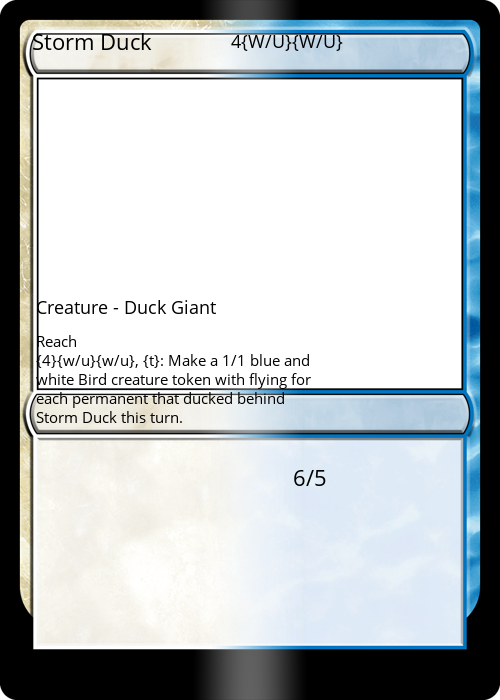 Storm Duck 4{W/U}{W/U}
Creature - Duck Giant
Reach
{4}{w/u}{w/u}, {t}: Make a 1/1 blue and
white Bird creature token with flying for
each permanent that ducked behind
Storm Duck this turn.
6/5